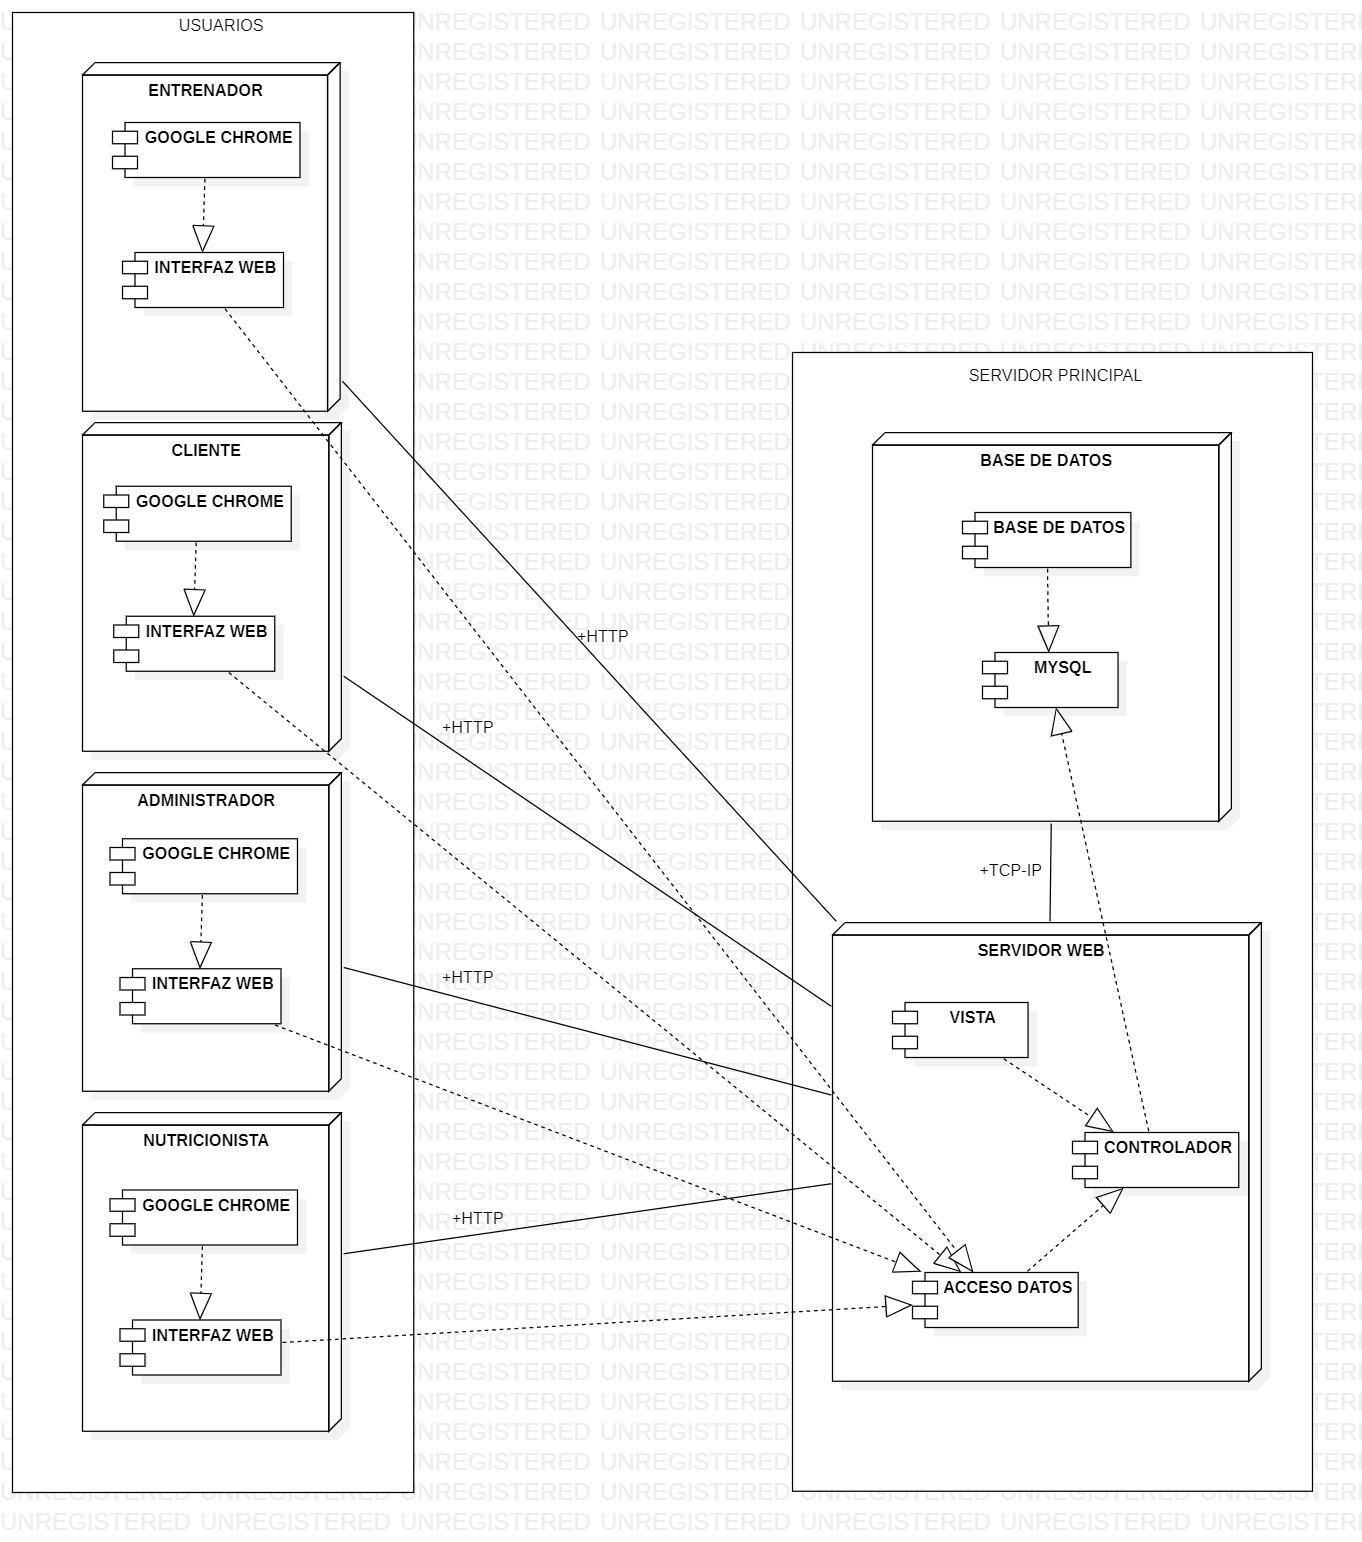 USUARIOS
ENTRENADOR
GOOGLE CHROME
INTERFAZ WEB
CLIENTE
GOOGLE CHROME
INTERFAZ WEB
ADMINISTRADOR
GOOGLE CHROME
INTERFAZ WEB
NUTRICIONISTA
GOOGLE CHROME
INTERFAZ WEB
+HTTP
+HTTP
+HTTP
+HTTP
SERVIDOR PRINCIPAL
BASE DE DATOS
BASE DE DATOS
MYSQL
+TCP-IP
SERVIDOR WEB
VISTA
CONTROLADOR
ACCESO DATOS
UNREGISTERED UNREGISTERED UNREGISTERED UNREGISTERED UNREGISTERED UNREGISTERED